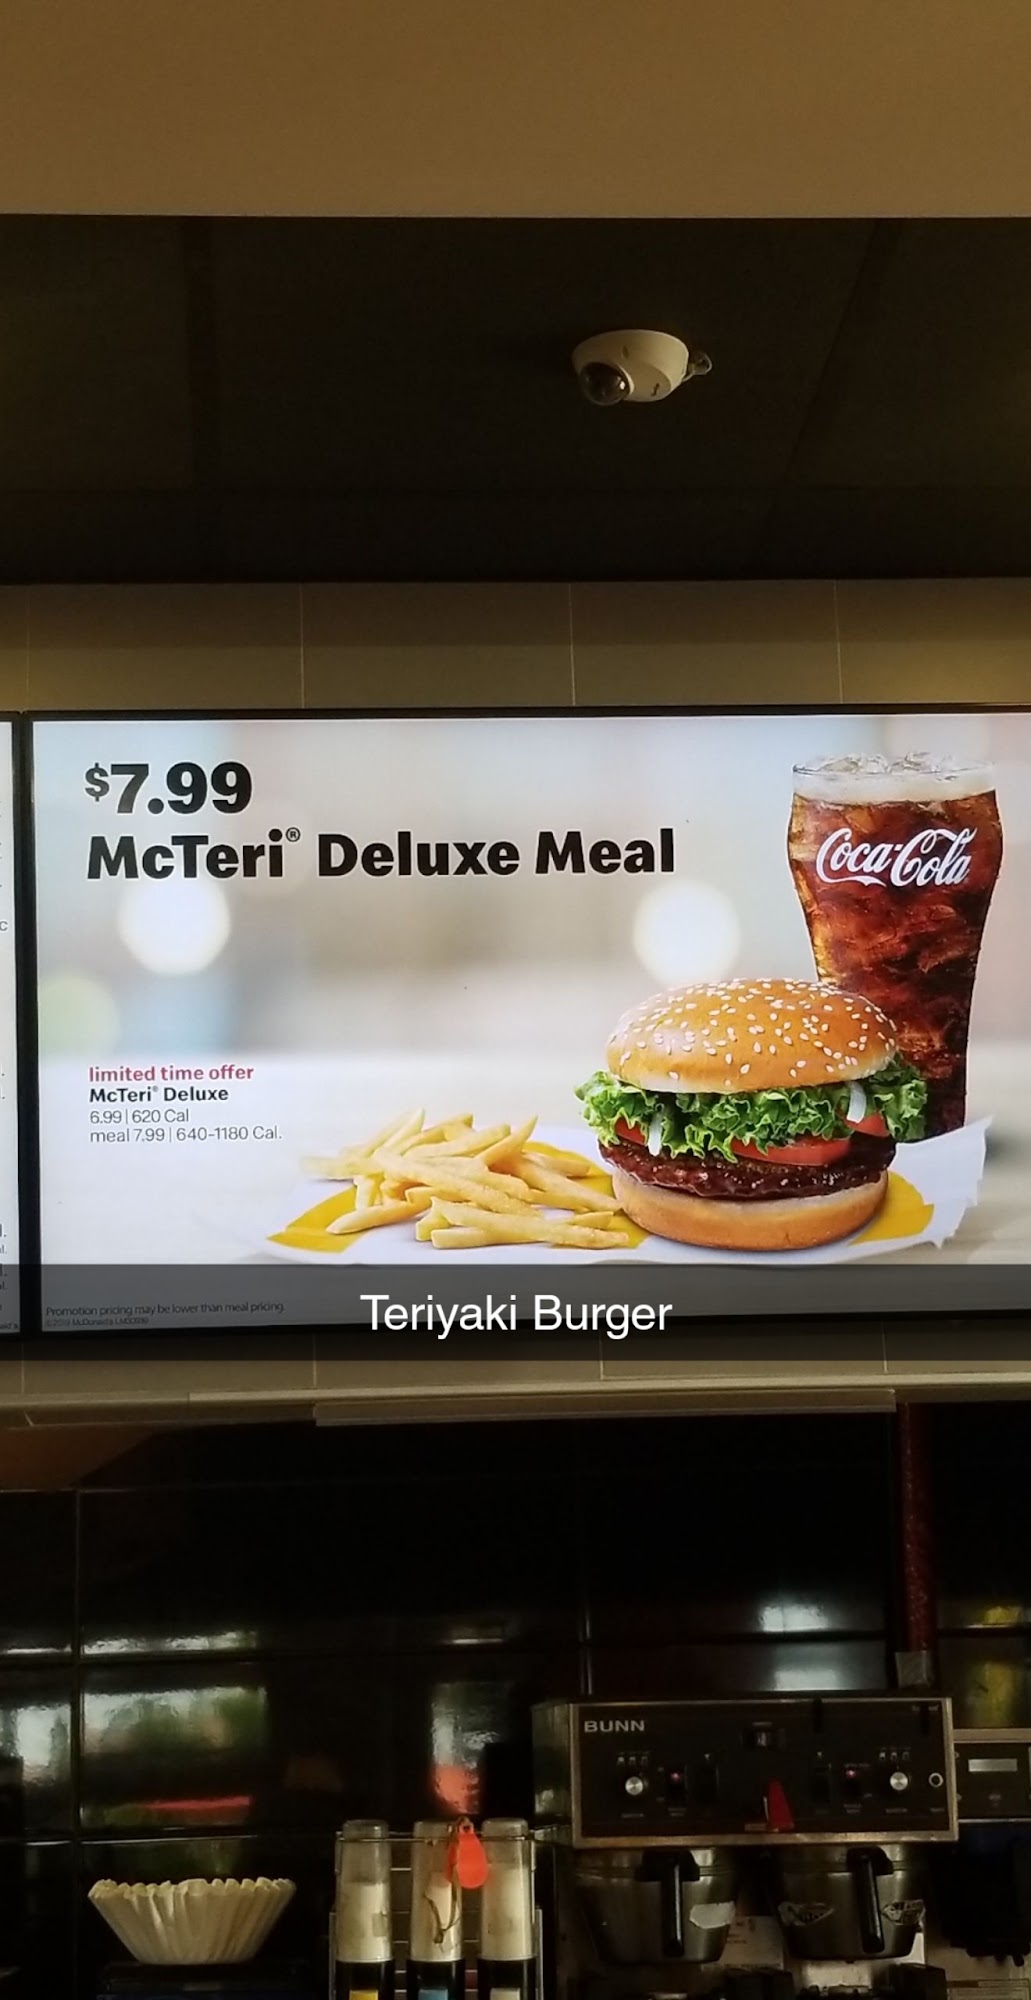 $7.99
McTeri® Deluxe Meal
Coca-Cola
limited time offer
McTeri® Deluxe
6.99 | 620 Cal
meal 7.99 | 640-1180 Cal.
Promotion pricing may be lower than meal pricing.
Teriyaki Burger
BUNN